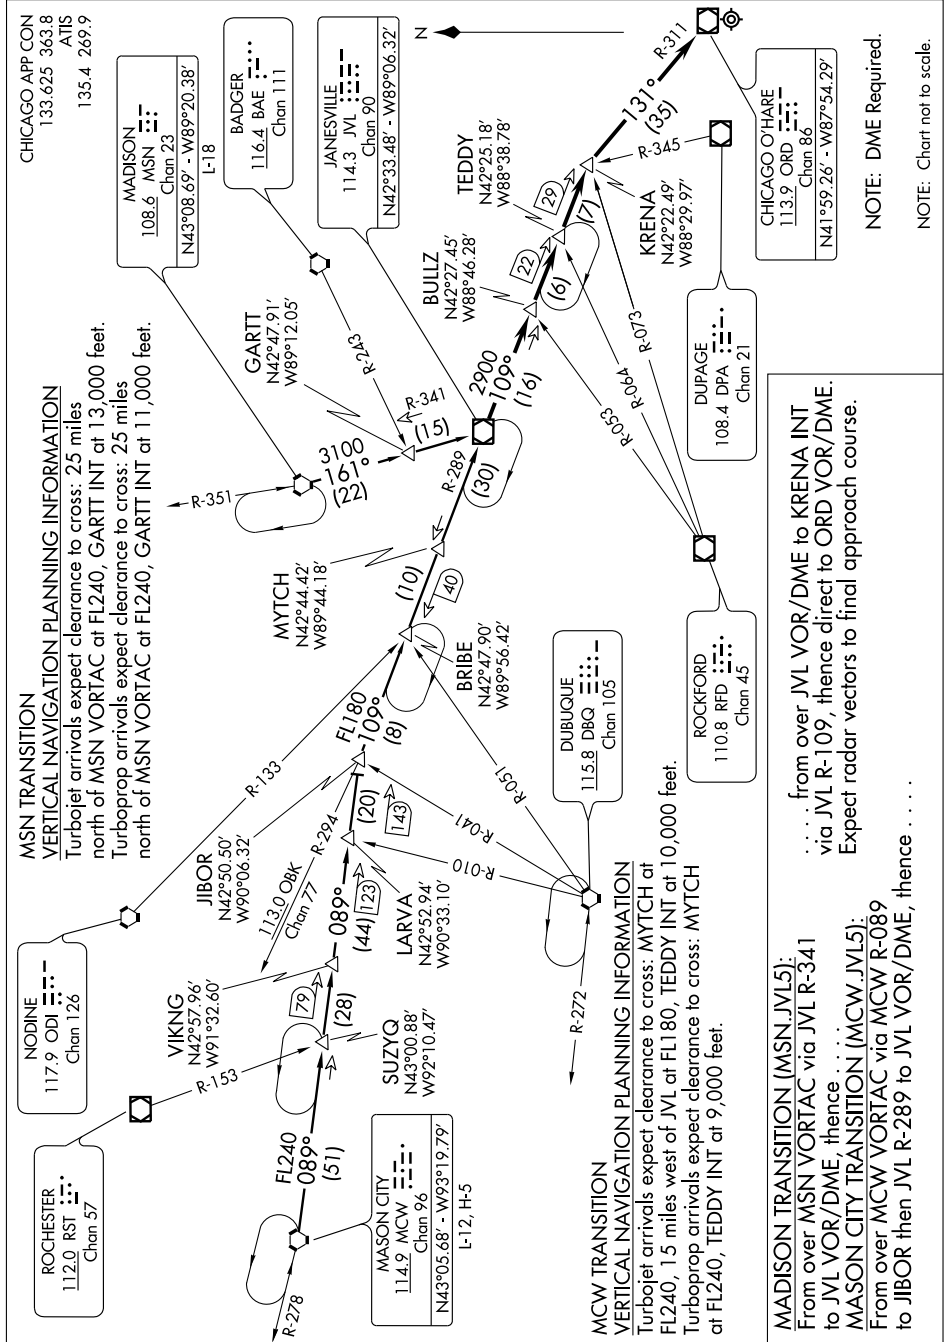 CHICAGO APP CON
133.625 363.8
ATIS
135.4 269.9
MSN TRANSITION
VERTICAL NAVIGATION PLANNING INFORMATION
Turbojet arrivals expect clearance to cross: 25 miles
north of MSN VORTAC at FL240, GARTT INT at 13,000 feet.
Turboprop arrivals expect clearance to cross: 25 miles
north of MSN VORTAC at FL240, GARTT INT at 11,000 feet.
MADISON
108.6 MSN
Chan 23
N43°08.69' - W89°20.38'
L-18
BADGER
116.4 BAE
Chan 111
JANESVILLE
114.3 JVL
Chan 90
N42°33.48' - W89°06.32'
N
NODINE
117.9 ODI
Chan 126
ROCHESTER
112.0 RST
Chan 57
MASON CITY
114.9 MCW
Chan 96
N43°05.68' - W93°19.79'
L-12, H-5
R-278
FL240
089°
(51)
R-153
SUZYQ
N43°00.88'
W92°10.47'
79
(28)
VIKNG
N42°57.96'
W91°32.60'
113.0 OBK
Chan 77
R-294
089°
(44)
123
LARVA
N42°52.94'
W90°33.10'
(20)
143
JIBOR
N42°50.50'
W90°06.32'
R-133
FL180
109°
(8)
BRIBE
N42°47.90'
W89°56.42'
(10)
40
MYTCH
N42°44.42'
W89°44.18'
R-289
(30)
R-351
3100
161°
(22)
GARTT
N42°47.91'
W89°12.05'
R-243
R-341
(15)
2900
109°
(16)
BULLZ
N42°27.45'
W88°46.28'
22
(6)
TEDDY
N42°25.18'
W88°38.78'
29
(7)
KRENA
N42°22.49'
W88°29.97'
131°
(35)
R-311
R-345
R-010
R-041
R-051
R-272
R-053
R-064
R-073
DUBUQUE
115.8 DBQ
Chan 105
ROCKFORD
110.8 RFD
Chan 45
DUPAGE
108.4 DPA
Chan 21
CHICAGO O'HARE
113.9 ORD
Chan 86
N41°59.26' - W87°54.29'
NOTE: DME Required.
NOTE: Chart not to scale.
MCW TRANSITION
VERTICAL NAVIGATION PLANNING INFORMATION
Turbojet arrivals expect clearance to cross: MYTCH at
FL240, 15 miles west of JVL at FL180, TEDDY INT at 10,000 feet.
Turboprop arrivals expect clearance to cross: MYTCH
at FL240, TEDDY INT at 9,000 feet.
MADISON TRANSITION (MSN.JVL5):
From over MSN VORTAC via JVL R-341
to JVL VOR/DME, thence . . . .
MASON CITY TRANSITION (MCW.JVL5):
From over MCW VORTAC via MCW R-089
to JIBOR then JVL R-289 to JVL VOR/DME, thence . . . .
. . . . from over JVL VOR/DME to KRENA INT
via JVL R-109, thence direct to ORD VOR/DME.
Expect radar vectors to final approach course.